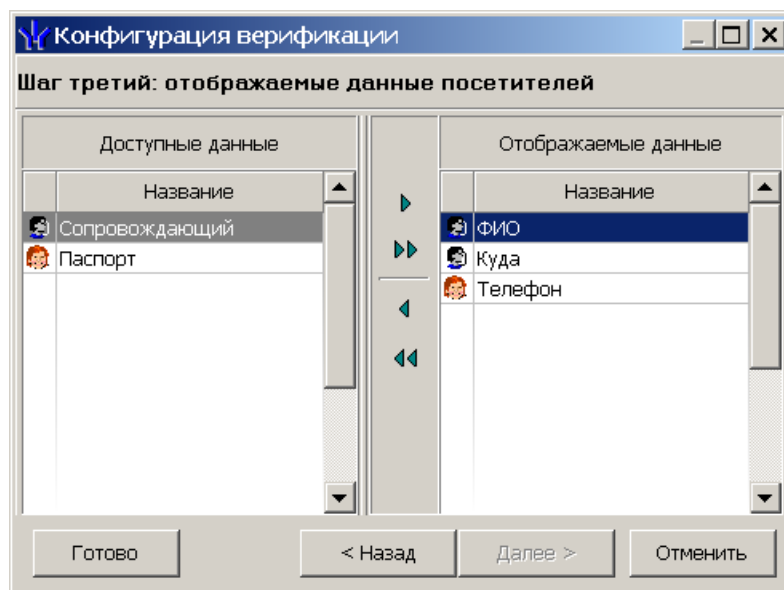 Конфигурация верификации
Шаг третий: отображаемые данные посетителей
Доступные данные
Название
Сопровождающий
Паспорт
Отображаемые данные
Название
ФИО
Куда
Телефон
Готово
< Назад
Далее >
Отменить